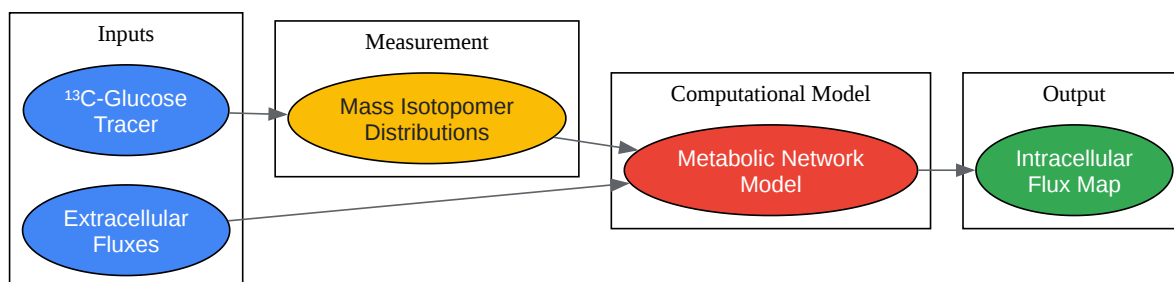 Inputs
¹³C-Glucose
Tracer
Extracellular
Fluxes
Measurement
Mass Isotopomer
Distributions
Computational Model
Metabolic Network
Model
Output
Intracellular
Flux Map